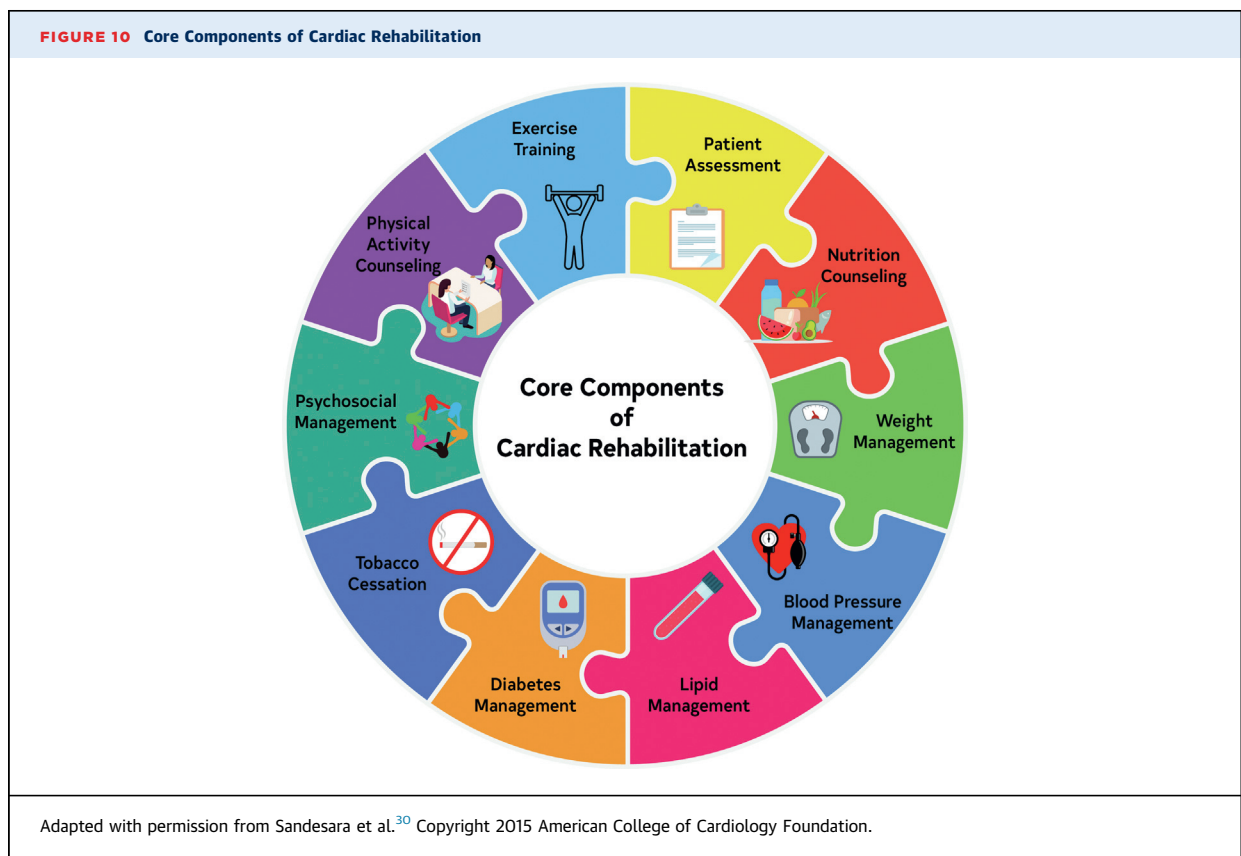 FIGURE 10 Core Components of Cardiac Rehabilitation
Exercise
Training
Patient
Assessment
Nutrition
Counseling
Weight
Management
Blood Pressure
Management
Lipid
Management
Diabetes
Management
Tobacco
Cessation
Psychosocial
Management
Physical
Activity
Counseling
Core Components
of
Cardiac Rehabilitation
Adapted with permission from Sandesara et al.30 Copyright 2015 American College of Cardiology Foundation.